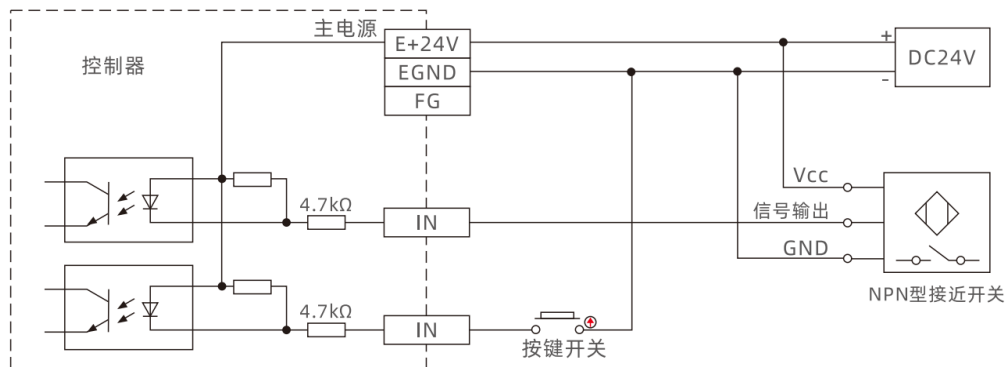 主电源
E+24V
+
DC24V
控制器
EGND
-
FG
Vcc
4.7kΩ
IN
信号输出
GND
NPN型接近开关
4.7kΩ
IN
按键开关